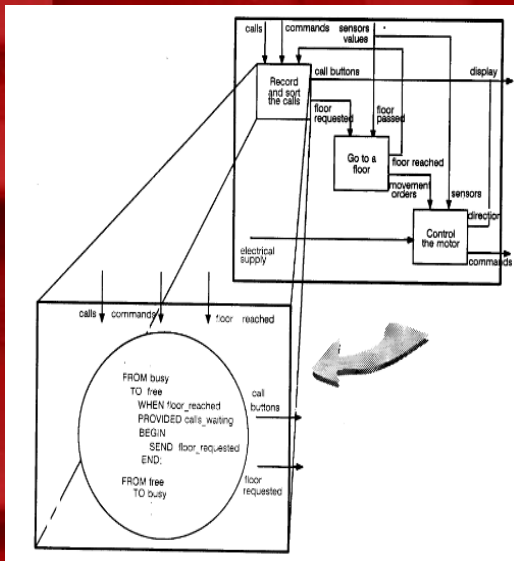 calls
commands
sensors
values
Record
and sort
the calls
call buttons
display
floor
requested
floor
passed
Go to a
floor
floor reached
movement
orders
sensors
direction
Control
the motor
electrical
supply
commands
calls
commands
floor reached
FROM busy
TO free
WHEN floor_reached
PROVIDED calls_waiting
BEGIN
SEND floor_requested
END;
FROM free
TO busy
call
buttons
floor
requested